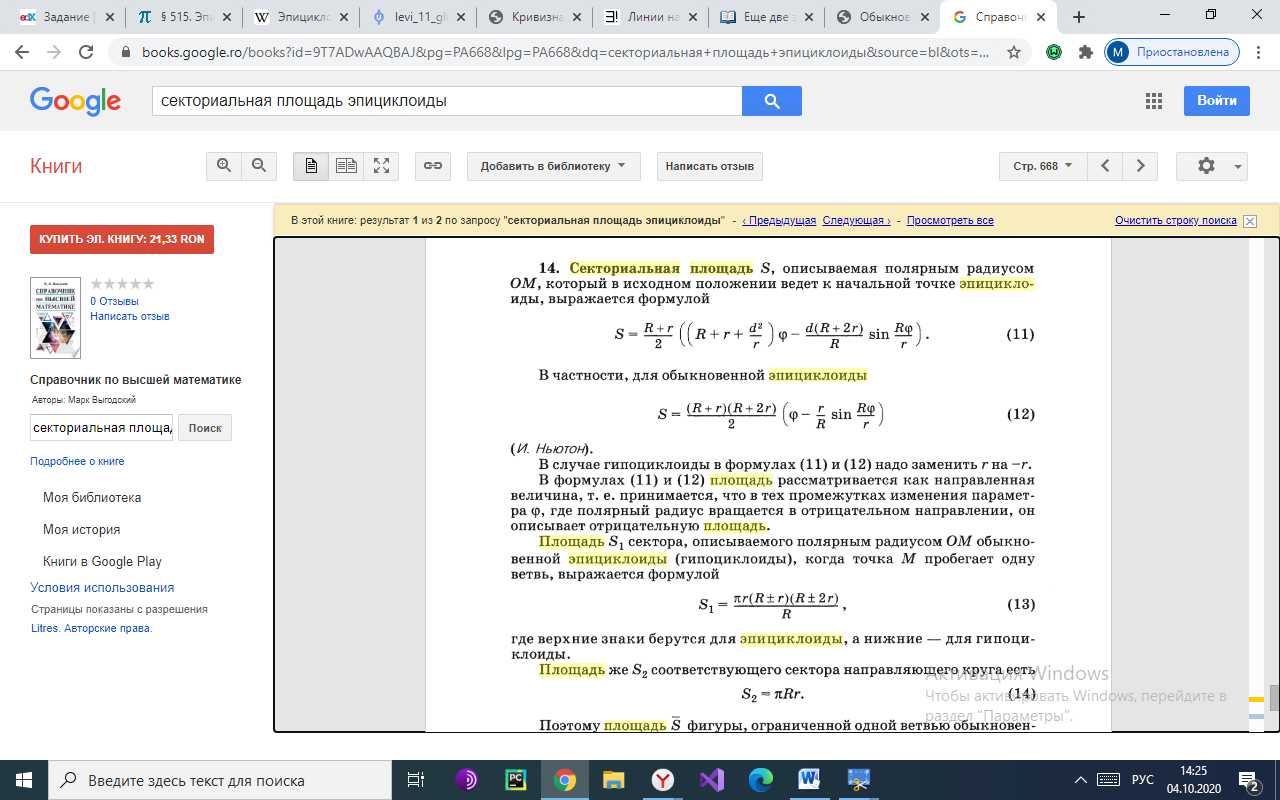 Задание
§ 515. Эпи
Эпицикло
levi_11_gl
Кривизна
Линии на
Еще две з
Обыкнов
Справоч
books.google.ro/books?id=9T7ADwAAQBAJ&pg=PA668&lpg=PA668&dq=секториальная+площадь+эпициклоиды&source=bl&ots=...
М Приостановлена
Google
секториальная площадь эпициклоиды
Войти
Книги
Добавить в библиотеку
Написать отзыв
Стр. 668
В этой книге: результат 1 из 2 по запросу "секториальная площадь эпициклоиды" - ‹ Предыдущая Следующая › - Просмотреть все
Очистить строку поиска
КУПИТЬ ЭЛ. КНИГУ: 21,33 RON
СПРАВОЧНИК
ПО ВЫСШЕЙ
МАТЕМАТИКЕ
0 Отзывы
Написать отзыв
Справочник по высшей математике
Авторы: Марк Выгодский
секториальная площад
Поиск
Подробнее о книге
Моя библиотека
Моя история
Книги в Google Play
Условия использования
Страницы показаны с разрешения
Litres. Авторские права.
14. Секториальная площадь S, описываемая полярным радиусом
OM, который в исходном положении ведет к начальной точке эпицикло-
иды, выражается формулой
S = (R + r)/2 ((R + r + d²/r) φ − d(R + 2r)/R sin Rφ/r). (11)
В частности, для обыкновенной эпициклоиды
S = (R + r)(R + 2r)/2 (φ − r/R sin Rφ/r) (12)
(И. Ньютон).
В случае гипоциклоиды в формулах (11) и (12) надо заменить r на −r.
В формулах (11) и (12) площадь рассматривается как направленная
величина, т. е. принимается, что в тех промежутках изменения парамет-
ра φ, где полярный радиус вращается в отрицательном направлении, он
описывает отрицательную площадь.
Площадь S₁ сектора, описываемого полярным радиусом OM обыкно-
венной эпициклоиды (гипоциклоиды), когда точка M пробегает одну
ветвь, выражается формулой
S₁ = πr(R ± r)(R ± 2r)/R, (13)
где верхние знаки берутся для эпициклоиды, а нижние — для гипоци-
клоиды.
Площадь же S₂ соответствующего сектора направляющего круга есть
S₂ = πRr. (14)
Поэтому площадь S̄ фигуры, ограниченной одной ветвью обыкновен-
Активация Windows
Чтобы активировать Windows, перейдите в
раздел "Параметры".
Введите здесь текст для поиска
РУС
14:25
04.10.2020
2